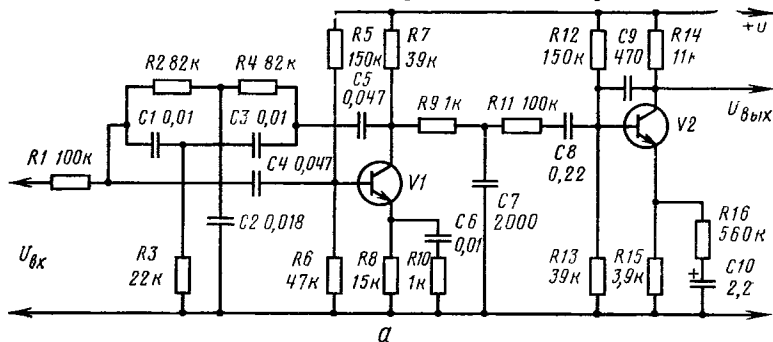 R5
150к
R7
39к
R12
150к
C9
470
R14
11к
+U
R2 82к
R4 82к
C5
0,047
C1 0,01
C3 0,01
R9 1к
R11 100к
Uвых
V2
R1 100к
C4 0,047
C8
0,22
V1
C7
2000
C2 0,018
C6
0,01
R16
560к
Uвх
R3
22к
R6
47к
R8
15к
R10
1к
R13
39к
R15
3,9к
+
C10
2,2
а